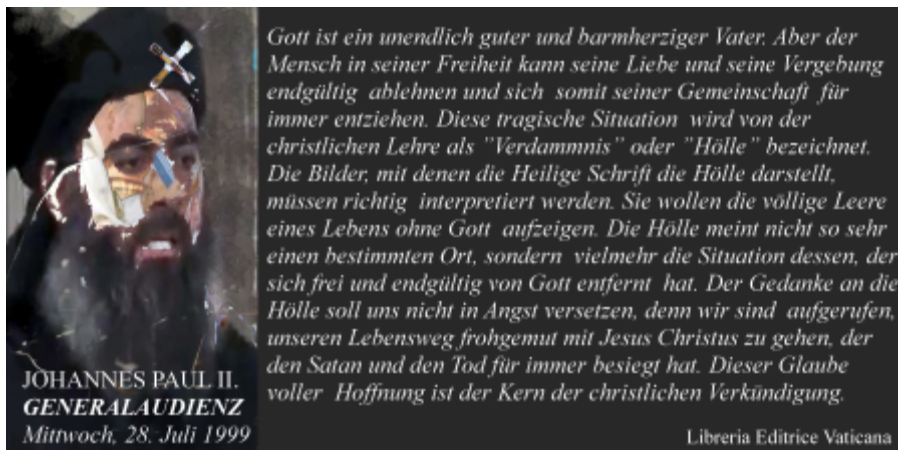 Gott ist ein unendlich guter und barmherziger Vater. Aber der
Mensch in seiner Freiheit kann seine Liebe und seine Vergebung
endgültig ablehnen und sich somit seiner Gemeinschaft für
immer entziehen. Diese tragische Situation wird von der
christlichen Lehre als "Verdammnis" oder "Hölle" bezeichnet.
Die Bilder, mit denen die Heilige Schrift die Hölle darstellt,
müssen richtig interpretiert werden. Sie wollen die völlige Leere
eines Lebens ohne Gott aufzeigen. Die Hölle meint nicht so sehr
einen bestimmten Ort, sondern vielmehr die Situation dessen, der
sich frei und endgültig von Gott entfernt hat. Der Gedanke an die
Hölle soll uns nicht in Angst versetzen, denn wir sind aufgerufen,
unseren Lebensweg frohgemut mit Jesus Christus zu gehen, der
den Satan und den Tod für immer besiegt hat. Dieser Glaube
voller Hoffnung ist der Kern der christlichen Verkündigung.
Libreria Editrice Vaticana
JOHANNES PAUL II.
GENERALAUDIENZ
Mittwoch, 28. Juli 1999